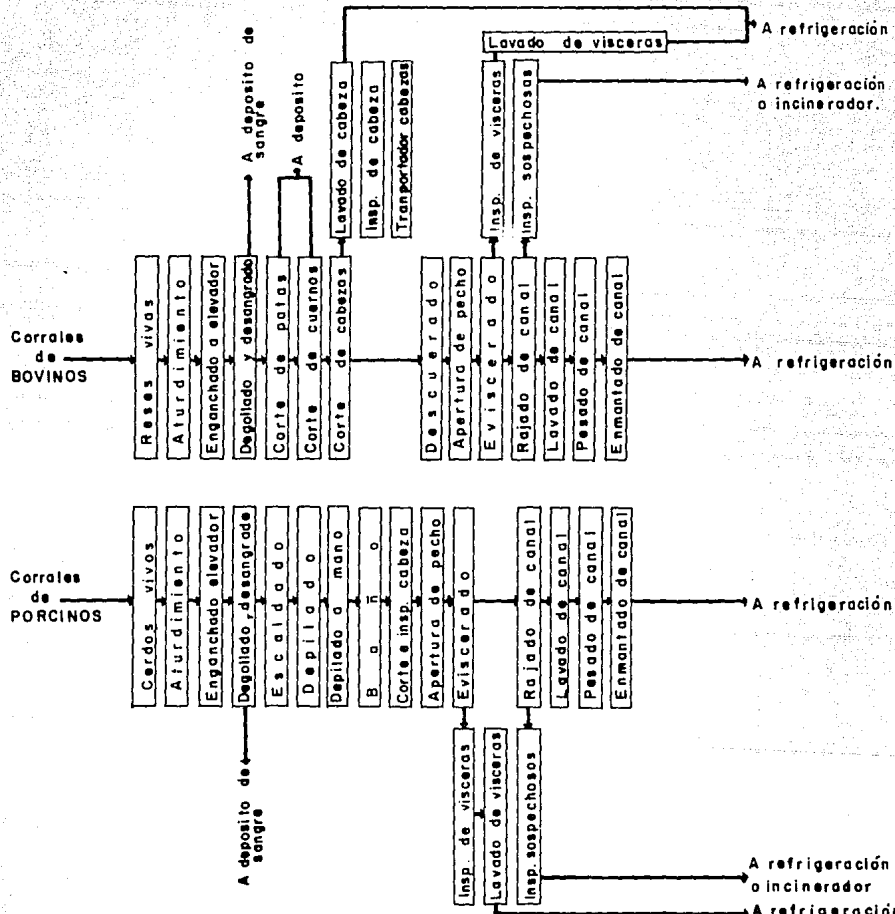 Corrales
de
BOVINOS
Reses vivas
Aturdimiento
Enganchado a elevador
Degollado y desangrado
A deposito de
sangre
Corte de patas
Corte de cuernos
A deposito
Corte de cabezas
Lavado de cabeza
Insp. de cabeza
Tranportador cabezas
Descuerado
Apertura de pecho
Eviscerado
Insp. de visceras
Lavado de visceras
A refrigeración
Rajado de canal
Insp. sospechosas
A refrigeración
o incinerador.
Lavado de canal
Pesado de canal
Enmantado de canal
A refrigeración
Corrales
de
PORCINOS
Cerdos vivos
Aturdimiento
Enganchado elevador
Degollado, desangrado
A deposito de
sangre
Escaldado
Depilado
Depilado a mano
Baño
Corte e insp. cabeza
Apertura de pecho
Eviscerado
Insp. de visceras
Lavado de visceras
Rajado de canal
Insp. sospechosos
Lavado de canal
Pesado de canal
Enmantado de canal
A refrigeración
A refrigeración
o incinerador
A refrigeración